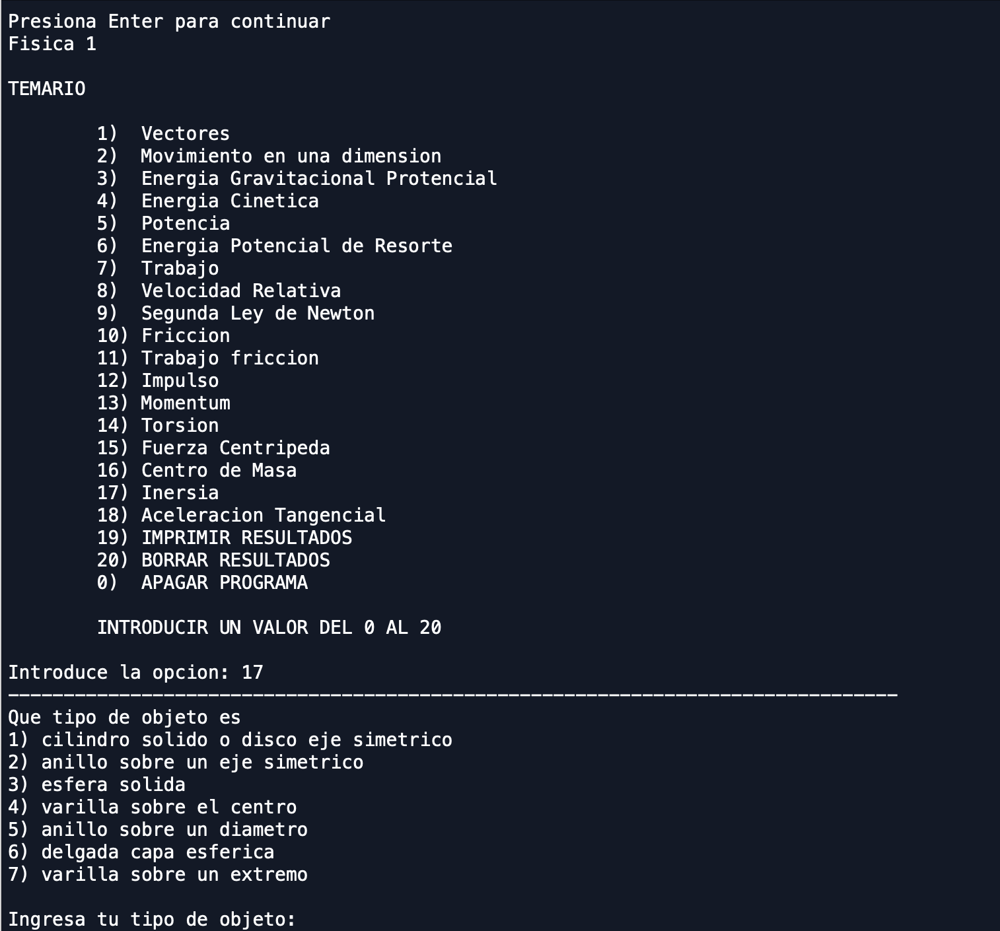 Presiona Enter para continuar
Fisica 1
TEMARIO
1) Vectores
2) Movimiento en una dimension
3) Energia Gravitacional Protencial
4) Energia Cinetica
5) Potencia
6) Energia Potencial de Resorte
7) Trabajo
8) Velocidad Relativa
9) Segunda Ley de Newton
10) Friccion
11) Trabajo friccion
12) Impulso
13) Momentum
14) Torsion
15) Fuerza Centripeda
16) Centro de Masa
17) Inersia
18) Aceleracion Tangencial
19) IMPRIMIR RESULTADOS
20) BORRAR RESULTADOS
0) APAGAR PROGRAMA
INTRODUCIR UN VALOR DEL 0 AL 20
Introduce la opcion: 17
--------------------------------------------------------------------------------
Que tipo de objeto es
1) cilindro solido o disco eje simetrico
2) anillo sobre un eje simetrico
3) esfera solida
4) varilla sobre el centro
5) anillo sobre un diametro
6) delgada capa esferica
7) varilla sobre un extremo
Ingresa tu tipo de objeto: